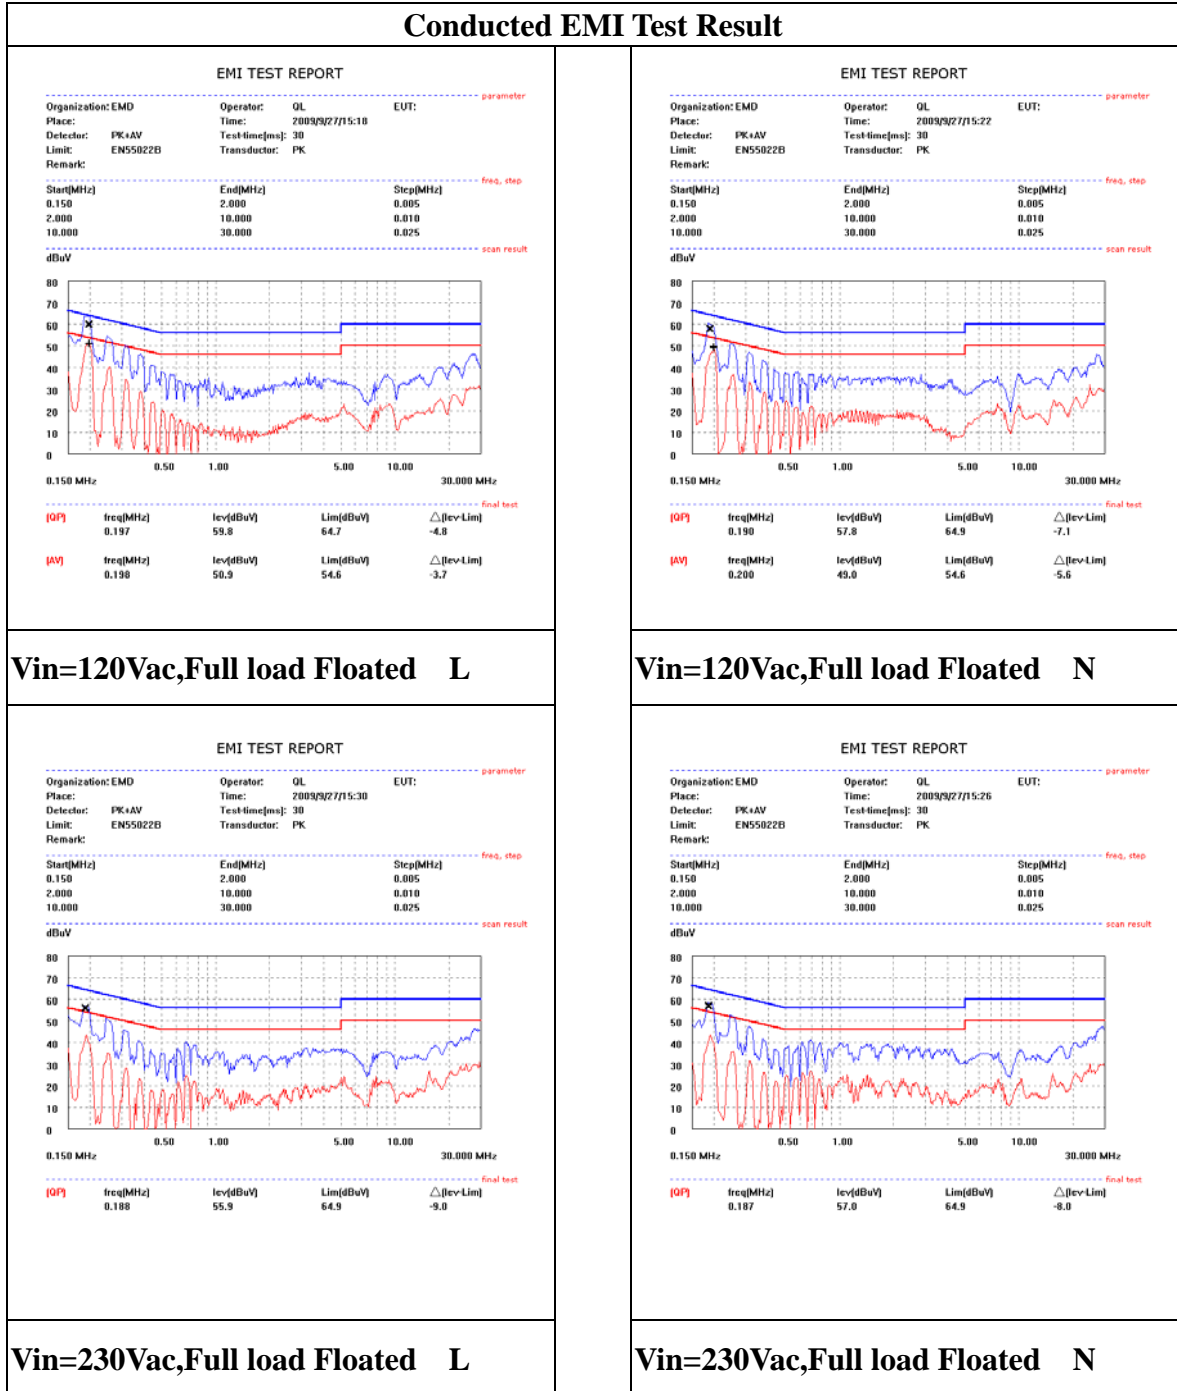 Conducted EMI Test Result
EMI TEST REPORT
parameter
Organization: EMD Operator: QL EUT:
Place: Time: 2009/9/27/15:18
Detector: PK+AV Test-time[ms]: 30
Limit: EN55022B Transductor: PK
Remark:
freq, step
Start[MHz] End[MHz] Step[MHz]
0.150 2.000 0.005
2.000 10.000 0.010
10.000 30.000 0.025
scan result
dBuV
80
70
60
50
40
30
20
10
0
0.50 1.00 5.00 10.00
0.150 MHz 30.000 MHz
final test
[QP] freq[MHz] lev[dBuV] Lim[dBuV] △[lev-Lim]
0.197 59.8 64.7 -4.8
[AV] freq[MHz] lev[dBuV] Lim[dBuV] △[lev-Lim]
0.198 50.9 54.6 -3.7
Vin=120Vac,Full load Floated L
EMI TEST REPORT
parameter
Organization: EMD Operator: QL EUT:
Place: Time: 2009/9/27/15:22
Detector: PK+AV Test-time[ms]: 30
Limit: EN55022B Transductor: PK
Remark:
freq, step
Start[MHz] End[MHz] Step[MHz]
0.150 2.000 0.005
2.000 10.000 0.010
10.000 30.000 0.025
scan result
dBuV
80
70
60
50
40
30
20
10
0
0.50 1.00 5.00 10.00
0.150 MHz 30.000 MHz
final test
[QP] freq[MHz] lev[dBuV] Lim[dBuV] △[lev-Lim]
0.190 57.8 64.9 -7.1
[AV] freq[MHz] lev[dBuV] Lim[dBuV] △[lev-Lim]
0.200 49.0 54.6 -5.6
Vin=120Vac,Full load Floated N
EMI TEST REPORT
parameter
Organization: EMD Operator: QL EUT:
Place: Time: 2009/9/27/15:30
Detector: PK+AV Test-time[ms]: 30
Limit: EN55022B Transductor: PK
Remark:
freq, step
Start[MHz] End[MHz] Step[MHz]
0.150 2.000 0.005
2.000 10.000 0.010
10.000 30.000 0.025
scan result
dBuV
80
70
60
50
40
30
20
10
0
0.50 1.00 5.00 10.00
0.150 MHz 30.000 MHz
final test
[QP] freq[MHz] lev[dBuV] Lim[dBuV] △[lev-Lim]
0.188 55.9 64.9 -9.0
Vin=230Vac,Full load Floated L
EMI TEST REPORT
parameter
Organization: EMD Operator: QL EUT:
Place: Time: 2009/9/27/15:26
Detector: PK+AV Test-time[ms]: 30
Limit: EN55022B Transductor: PK
Remark:
freq, step
Start[MHz] End[MHz] Step[MHz]
0.150 2.000 0.005
2.000 10.000 0.010
10.000 30.000 0.025
scan result
dBuV
80
70
60
50
40
30
20
10
0
0.50 1.00 5.00 10.00
0.150 MHz 30.000 MHz
final test
[QP] freq[MHz] lev[dBuV] Lim[dBuV] △[lev-Lim]
0.187 57.0 64.9 -8.0
Vin=230Vac,Full load Floated N